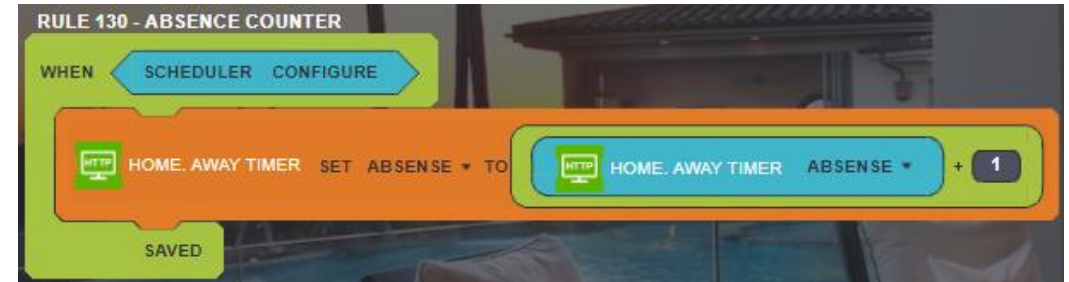 RULE 130 - ABSENCE COUNTER
WHEN SCHEDULER CONFIGURE
HTTP HOME. AWAY TIMER SET ABSENSE TO HTTP HOME. AWAY TIMER ABSENSE + 1
SAVED